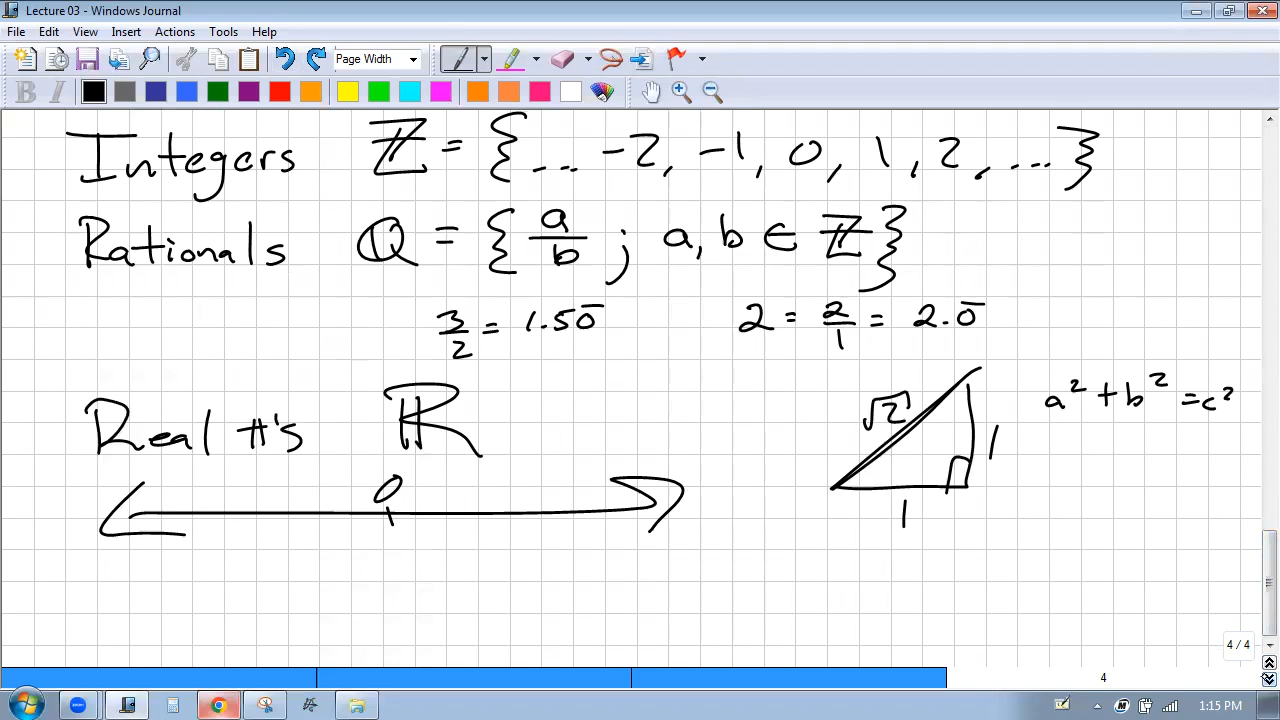 Lecture 03 - Windows Journal
File Edit View Insert Actions Tools Help
Page Width
B I
Integers ℤ = {... -2, -1, 0, 1, 2, ...}
Rationals ℚ = {a/b ; a, b ∈ ℤ}
3/2 = 1.50̅ 2 = 2/1 = 2.0̅
Real #'s ℝ √2 a² + b² = c²
1
0
1
4 / 4
4
1:15 PM